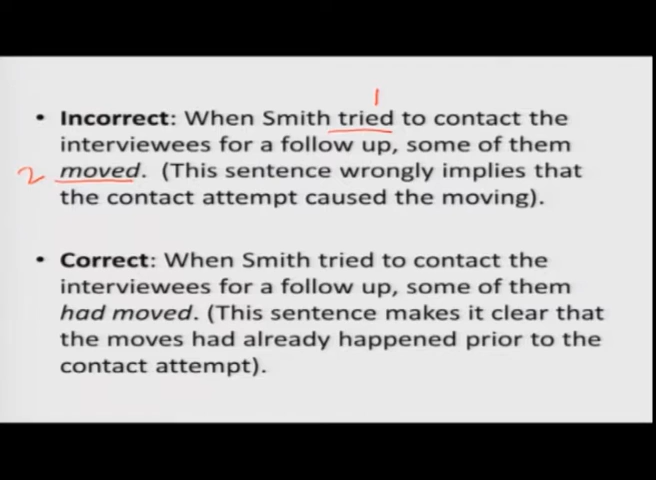 1
• Incorrect: When Smith tried to contact the
interviewees for a follow up, some of them
2 moved. (This sentence wrongly implies that
the contact attempt caused the moving).
• Correct: When Smith tried to contact the
interviewees for a follow up, some of them
had moved. (This sentence makes it clear that
the moves had already happened prior to the
contact attempt).